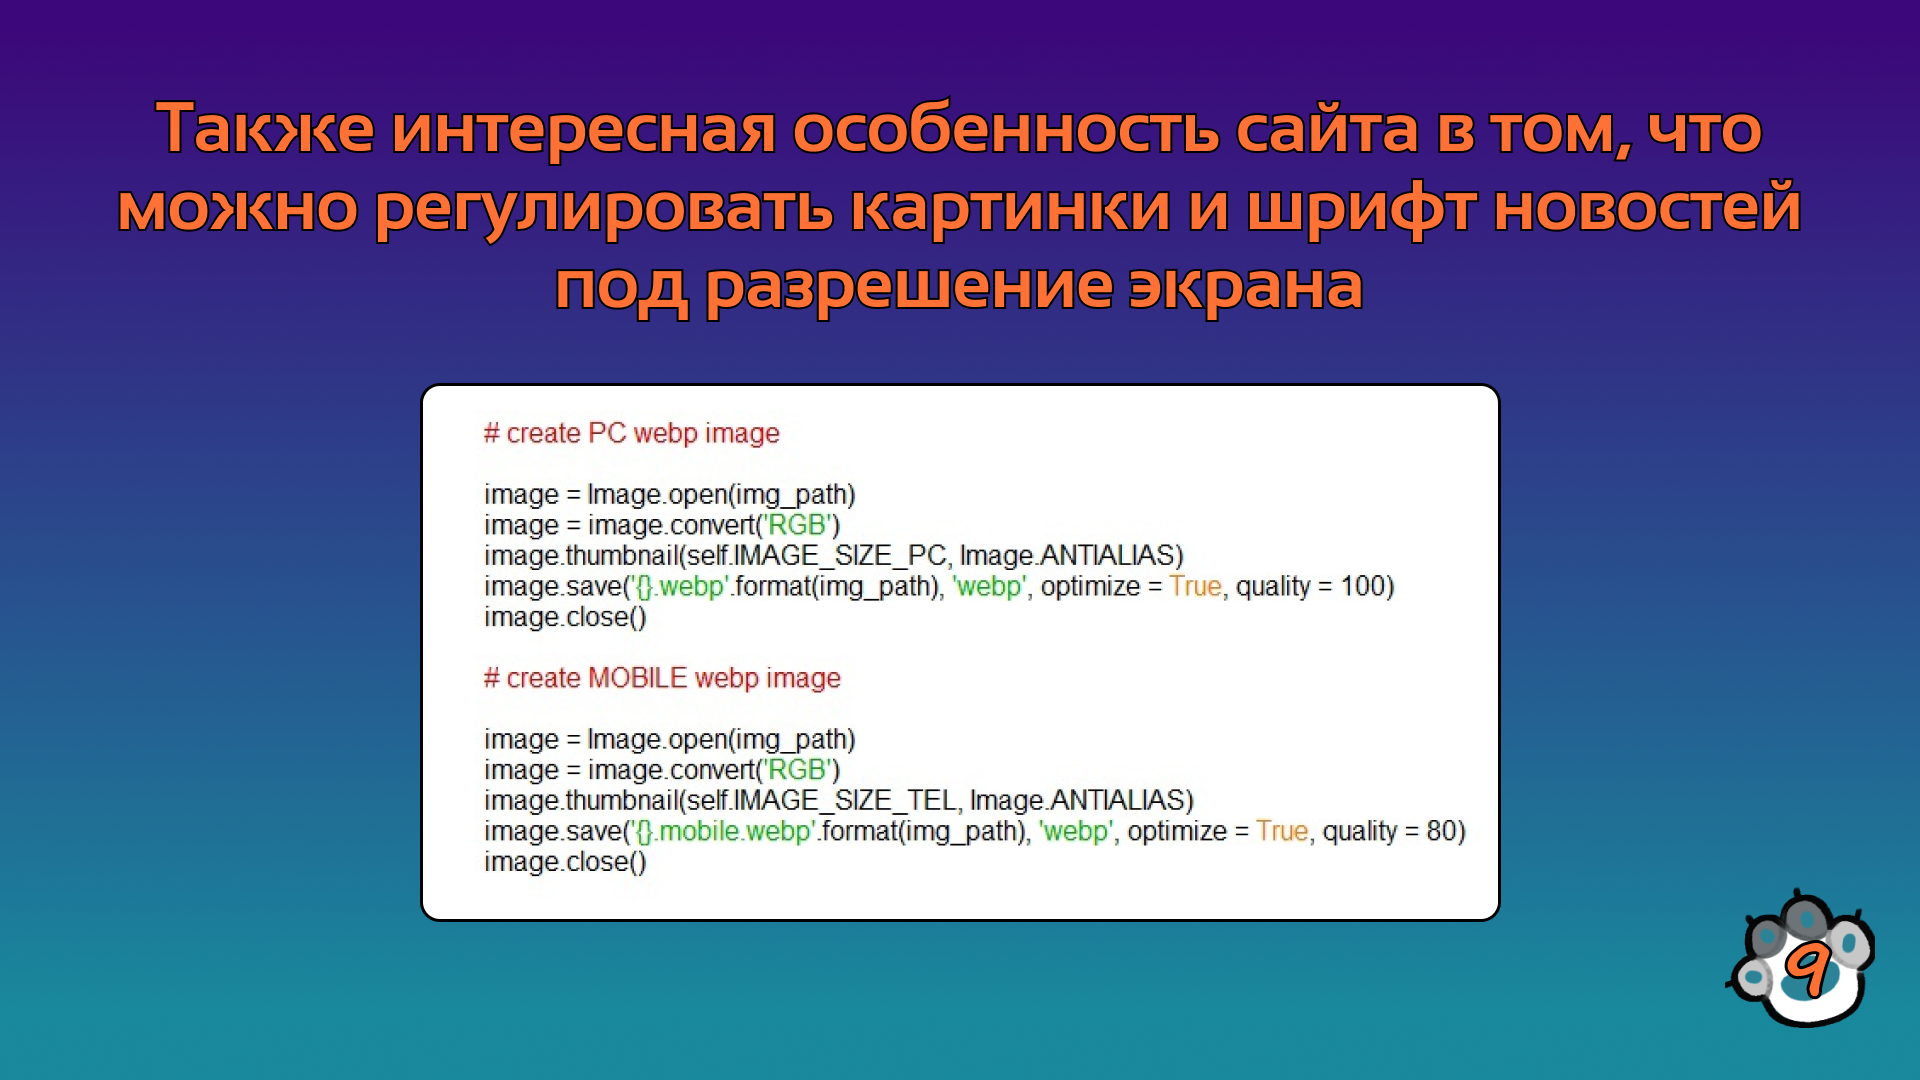 Также интересная особенность сайта в том, что
можно регулировать картинки и шрифт новостей
под разрешение экрана
# create PC webp image
image = Image.open(img_path)
image = image.convert('RGB')
image.thumbnail(self.IMAGE_SIZE_PC, Image.ANTIALIAS)
image.save('{}.webp'.format(img_path), 'webp', optimize = True, quality = 100)
image.close()
# create MOBILE webp image
image = Image.open(img_path)
image = image.convert('RGB')
image.thumbnail(self.IMAGE_SIZE_TEL, Image.ANTIALIAS)
image.save('{}.mobile.webp'.format(img_path), 'webp', optimize = True, quality = 80)
image.close()
9